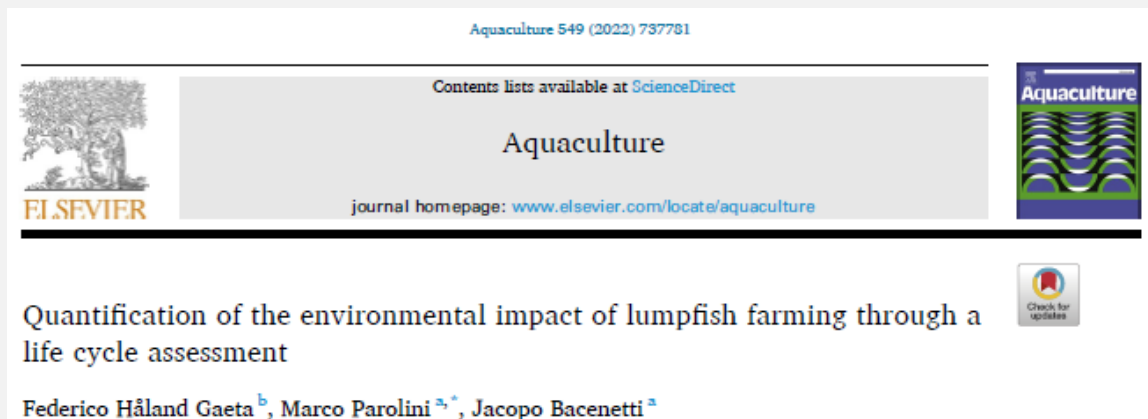 Aquaculture 549 (2022) 737781
Contents lists available at ScienceDirect
Aquaculture
journal homepage: www.elsevier.com/locate/aquaculture
ELSEVIER
Aquaculture
Check for
updates
Quantification of the environmental impact of lumpfish farming through a
life cycle assessment
Federico Håland Gaeta b, Marco Parolini a,*, Jacopo Bacenetti a